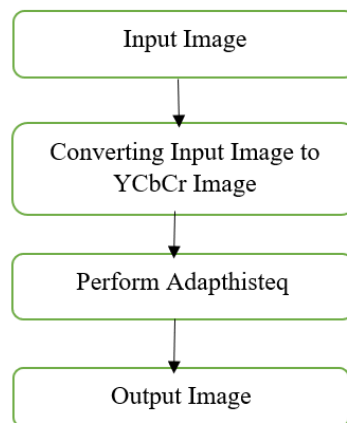 Input Image
Converting Input Image to
YCbCr Image
Perform Adapthisteq
Output Image